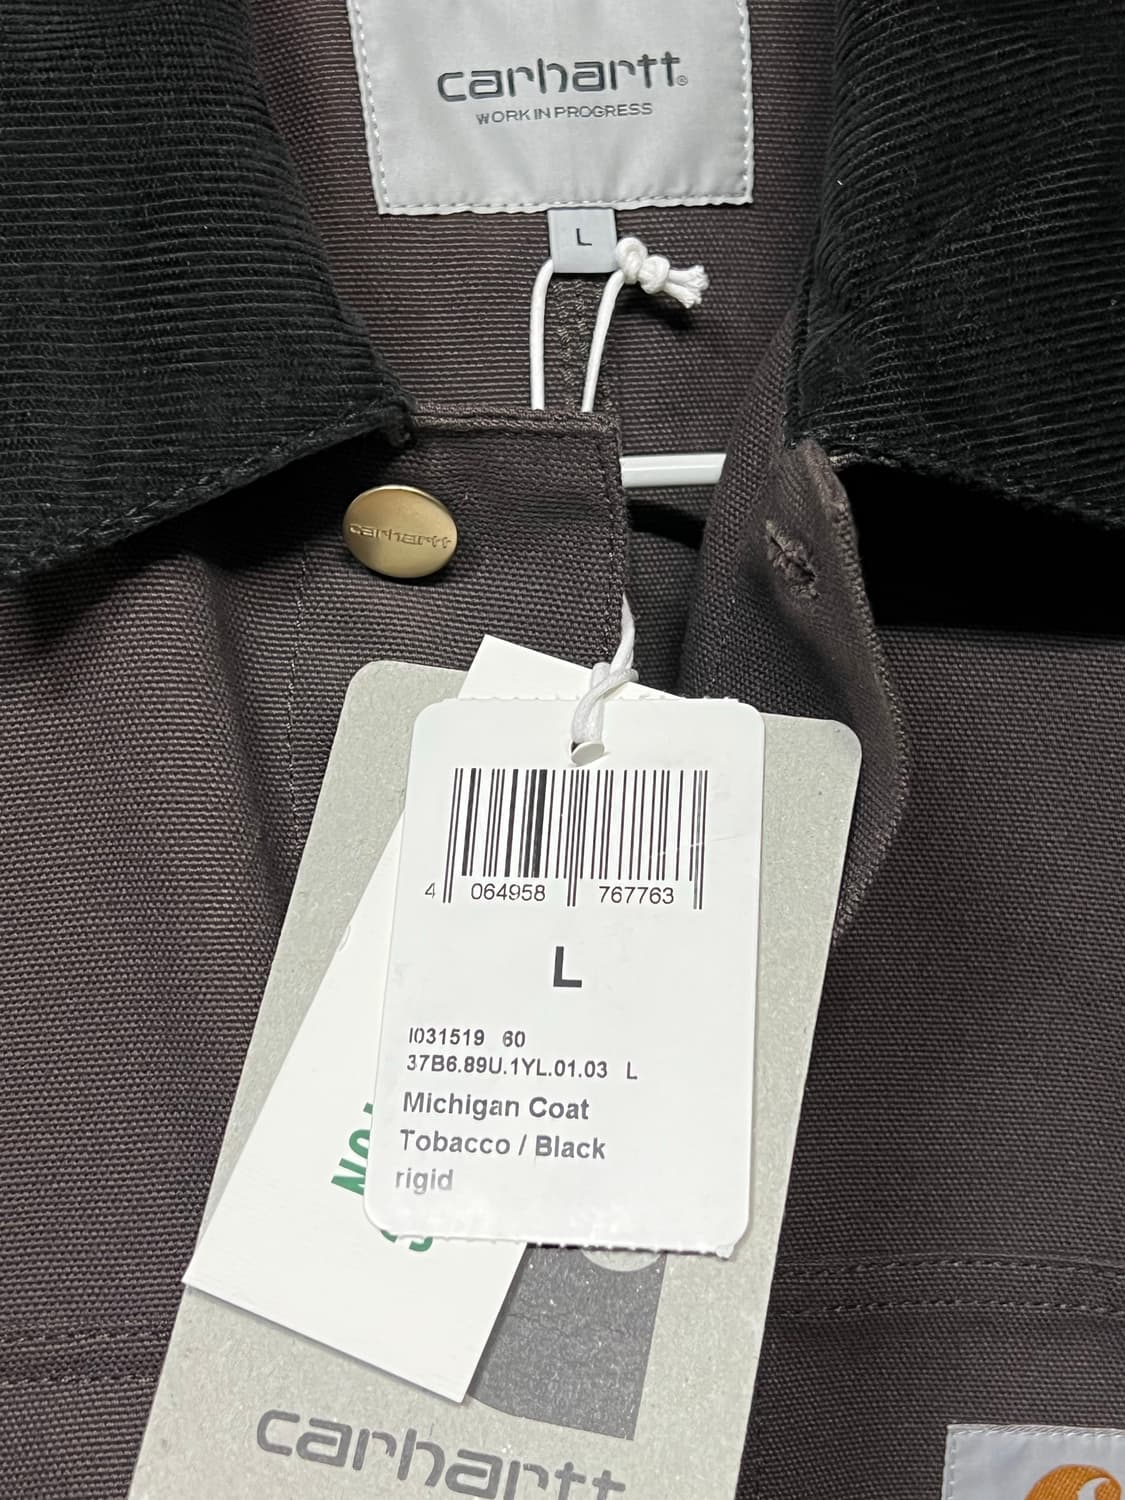 carhartt®
WORK IN PROGRESS
L
carhartt
4 064958 767763
L
I031519 60
37B6.89U.1YL.01.03 L
Michigan Coat
Tobacco / Black
rigid
carhartt